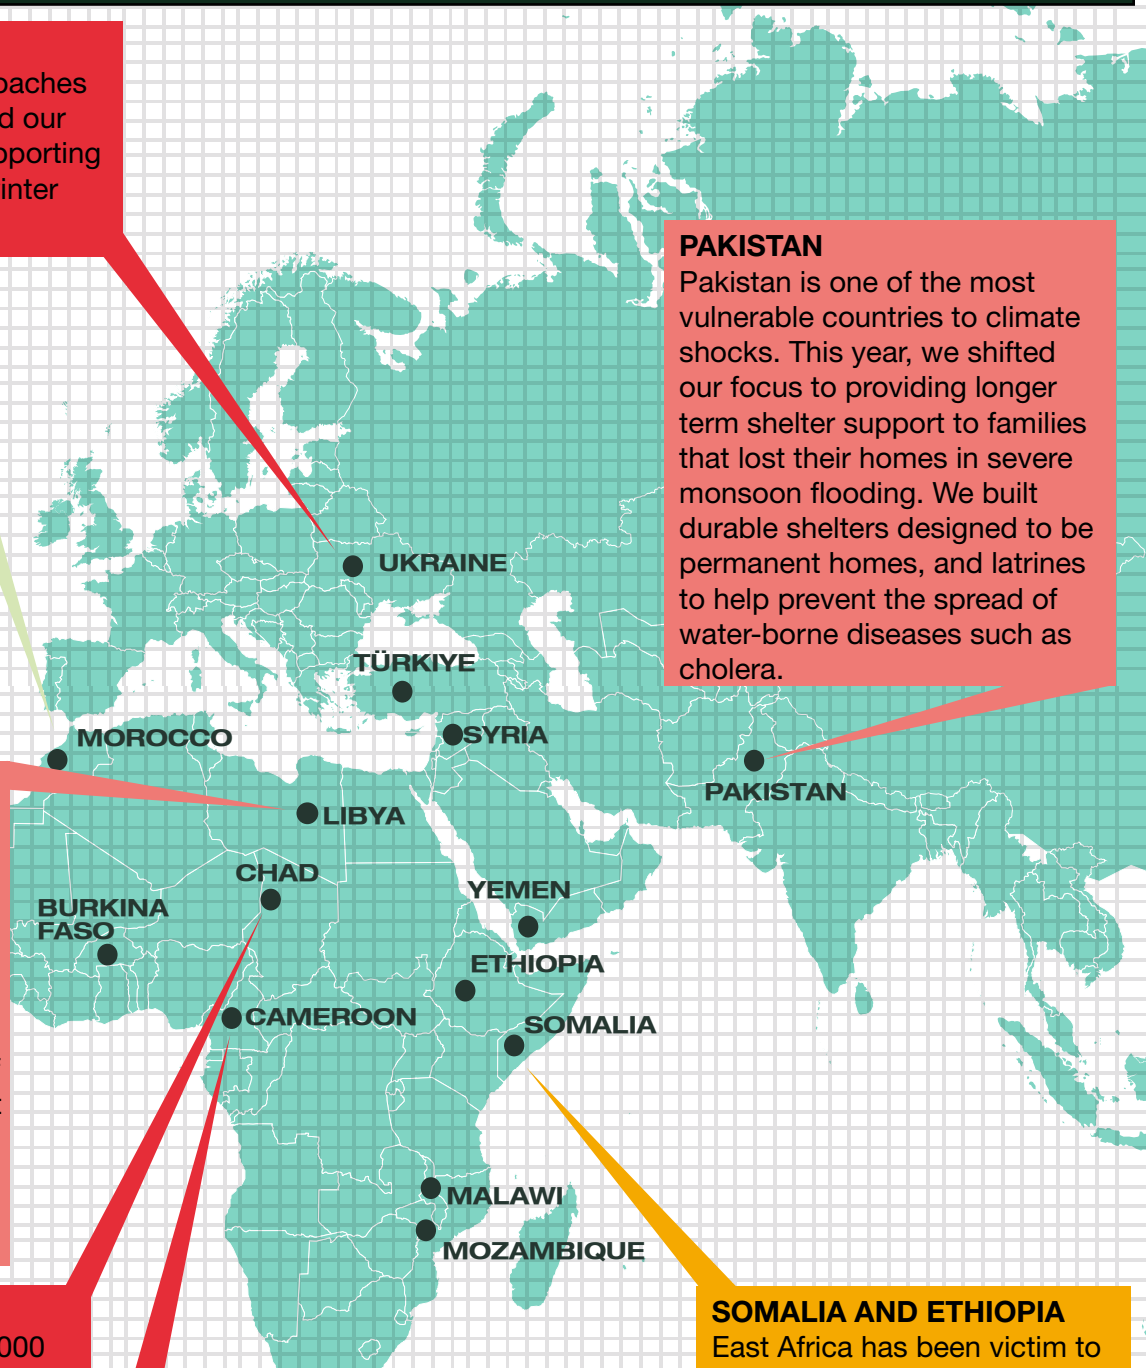 d our
inter
PAKISTAN
Pakistan is one of the most
vulnerable countries to climate
shocks. This year, we shifted
our focus to providing longer
term shelter support to families
that lost their homes in severe
monsoon flooding. We built
durable shelters designed to be
permanent homes, and latrines
to help prevent the spread of
water-borne diseases such as
cholera.
UKRAINE
TÜRKIYE
SYRIA
MOROCCO
PAKISTAN
LIBYA
CHAD
YEMEN
BURKINA
FASO
ETHIOPIA
CAMEROON
SOMALIA
MALAWI
MOZAMBIQUE
000
SOMALIA AND ETHIOPIA
East Africa has been victim to